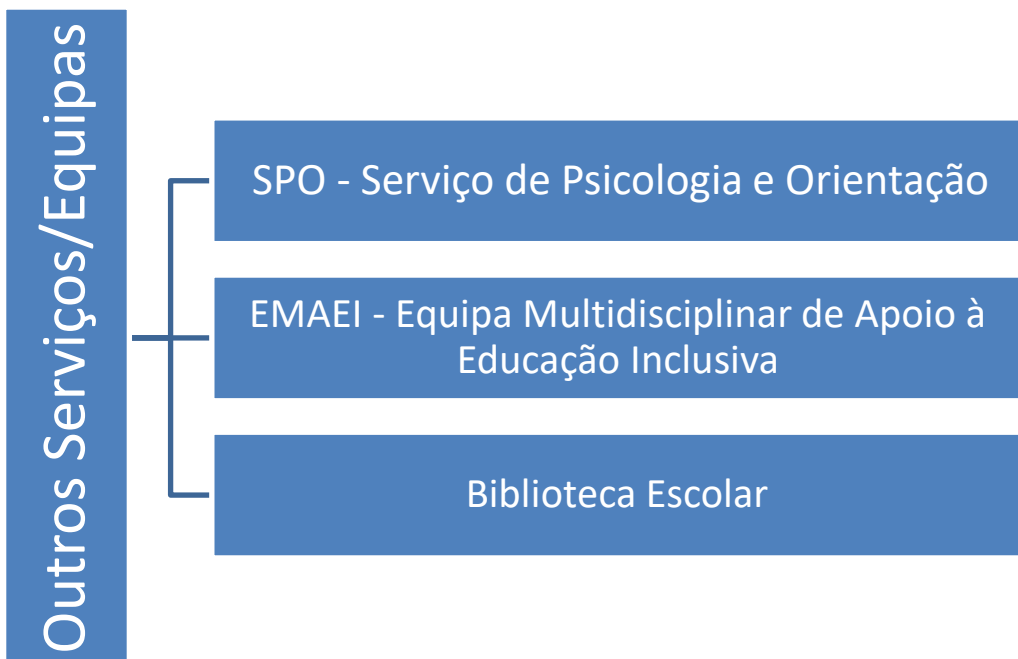 Outros Serviços/Equipas
SPO - Serviço de Psicologia e Orientação
EMAEI - Equipa Multidisciplinar de Apoio à
Educação Inclusiva
Biblioteca Escolar